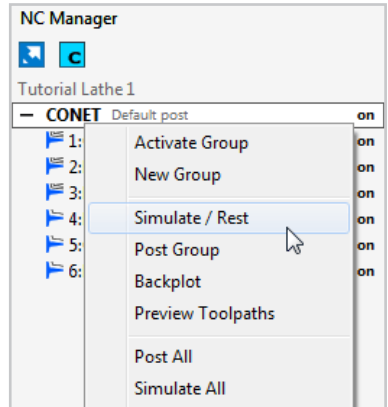 NC Manager
C
Tutorial Lathe 1
CONET Default post on
1: on
Activate Group
2: on
New Group
3: on
4: on
Simulate / Rest
5: on
Post Group
6: on
Backplot
Preview Toolpaths
Post All
Simulate All